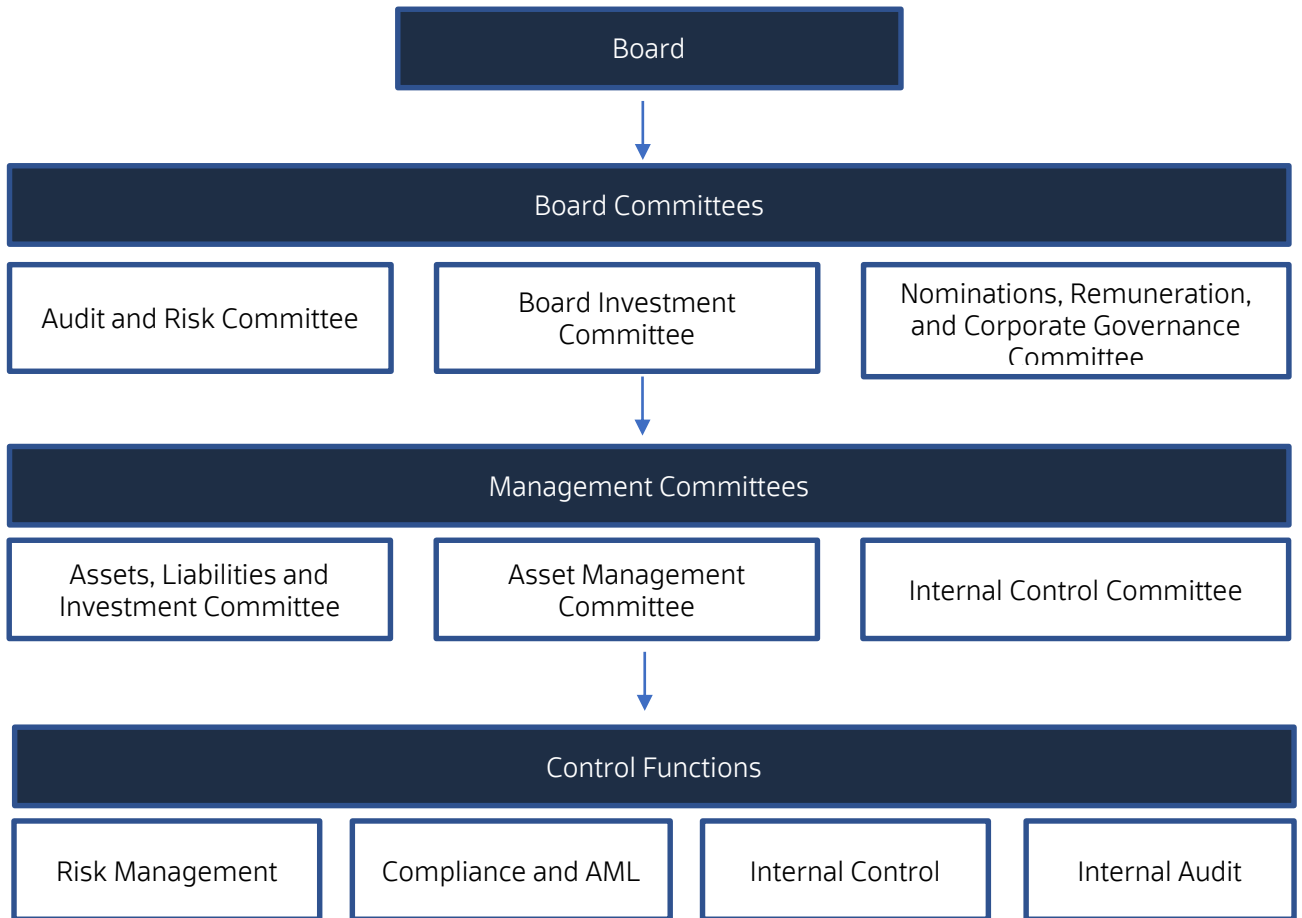 Board
Board Committees
Audit and Risk Committee
Board Investment
Committee
Nominations, Remuneration,
and Corporate Governance
Committee
Management Committees
Assets, Liabilities and
Investment Committee
Asset Management
Committee
Internal Control Committee
Control Functions
Risk Management
Compliance and AML
Internal Control
Internal Audit